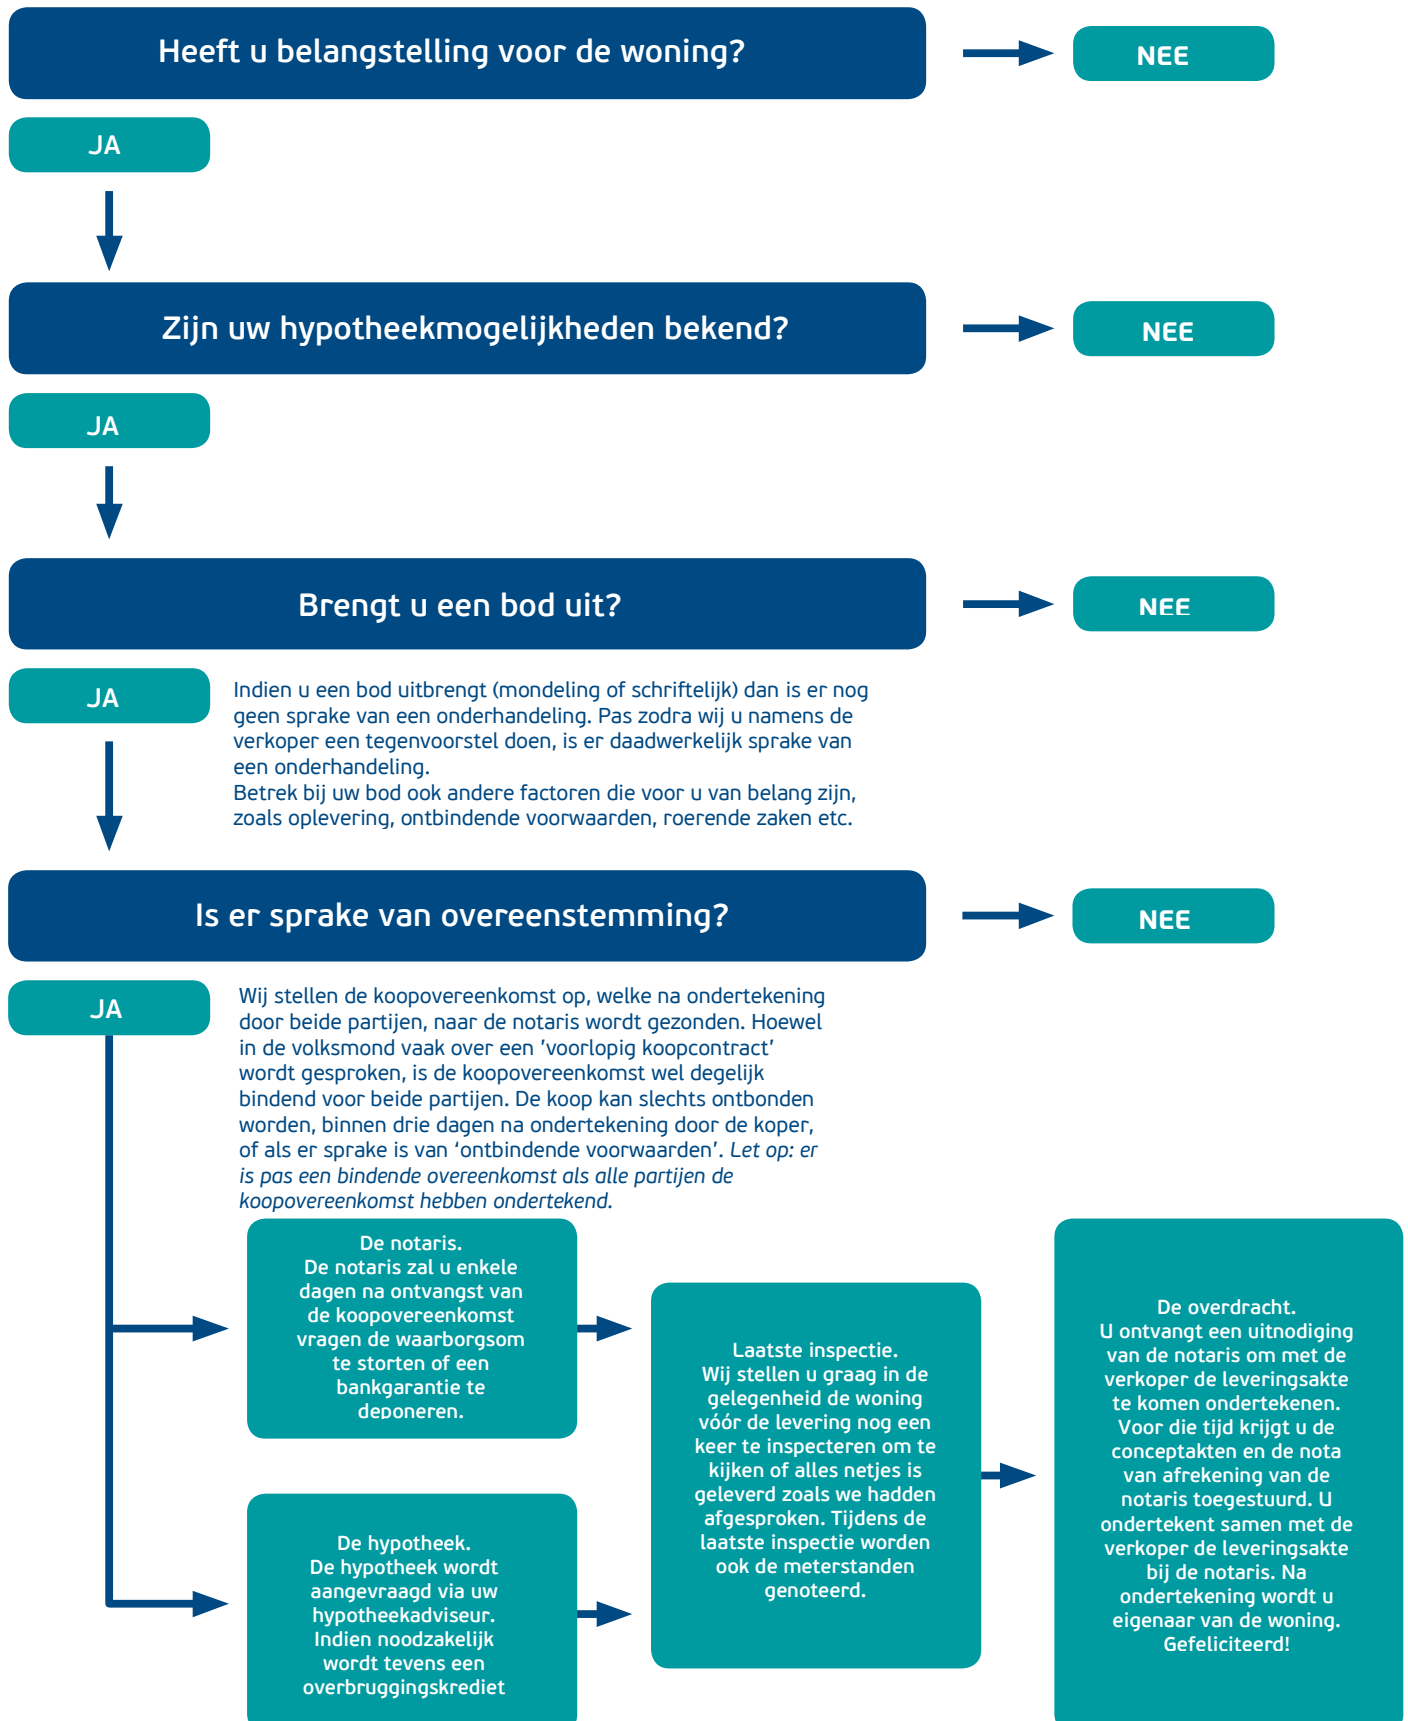 Heeft u belangstelling voor de woning?
NEE
JA
Zijn uw hypotheekmogelijkheden bekend?
NEE
JA
Brengt u een bod uit?
NEE
JA
Indien u een bod uitbrengt (mondeling of schriftelijk) dan is er nog
geen sprake van een onderhandeling. Pas zodra wij u namens de
verkoper een tegenvoorstel doen, is er daadwerkelijk sprake van
een onderhandeling.
Betrek bij uw bod ook andere factoren die voor u van belang zijn,
zoals oplevering, ontbindende voorwaarden, roerende zaken etc.
Is er sprake van overeenstemming?
NEE
JA
Wij stellen de koopovereenkomst op, welke na ondertekening
door beide partijen, naar de notaris wordt gezonden. Hoewel
in de volksmond vaak over een ’voorlopig koopcontract’
wordt gesproken, is de koopovereenkomst wel degelijk
bindend voor beide partijen. De koop kan slechts ontbonden
worden, binnen drie dagen na ondertekening door de koper,
of als er sprake is van ‘ontbindende voorwaarden’. Let op: er
is pas een bindende overeenkomst als alle partijen de
koopovereenkomst hebben ondertekend.
De notaris.
De notaris zal u enkele
dagen na ontvangst van
de koopovereenkomst
vragen de waarborgsom
te storten of een
bankgarantie te
deponeren.
De hypotheek.
De hypotheek wordt
aangevraagd via uw
hypotheekadviseur.
Indien noodzakelijk
wordt tevens een
overbruggingskrediet
Laatste inspectie.
Wij stellen u graag in de
gelegenheid de woning
vóór de levering nog een
keer te inspecteren om te
kijken of alles netjes is
geleverd zoals we hadden
afgesproken. Tijdens de
laatste inspectie worden
ook de meterstanden
genoteerd.
De overdracht.
U ontvangt een uitnodiging
van de notaris om met de
verkoper de leveringsakte
te komen ondertekenen.
Voor die tijd krijgt u de
conceptakten en de nota
van afrekening van de
notaris toegestuurd. U
ondertekent samen met de
verkoper de leveringsakte
bij de notaris. Na
ondertekening wordt u
eigenaar van de woning.
Gefeliciteerd!